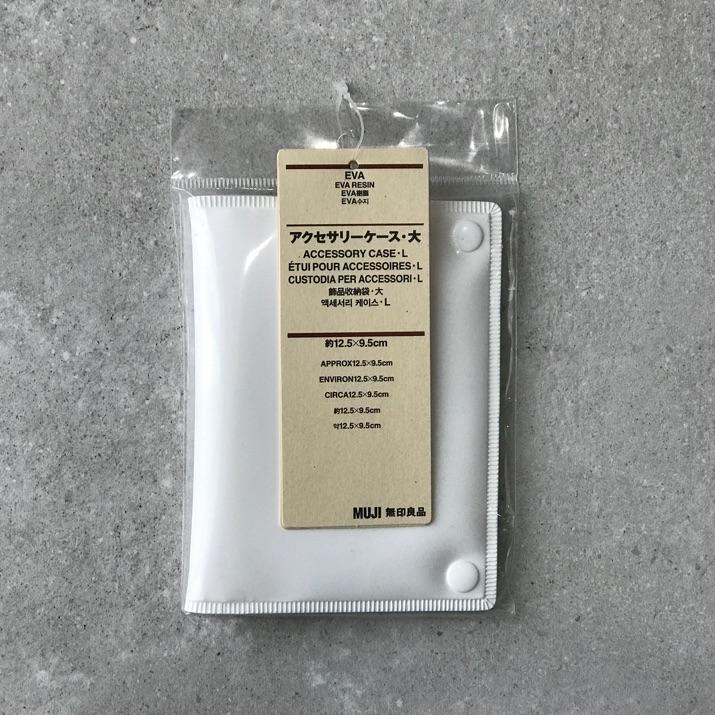 EVA
EVA RESIN
EVA樹脂
EVA수지
アクセサリーケース・大
ACCESSORY CASE・L
ÉTUI POUR ACCESSOIRES・L
CUSTODIA PER ACCESSORI・L
飾品收納袋・大
액세서리 케이스・L
約12.5×9.5cm
APPROX12.5×9.5cm
ENVIRON12.5×9.5cm
CIRCA12.5×9.5cm
約12.5×9.5cm
약12.5×9.5cm
MUJI 無印良品